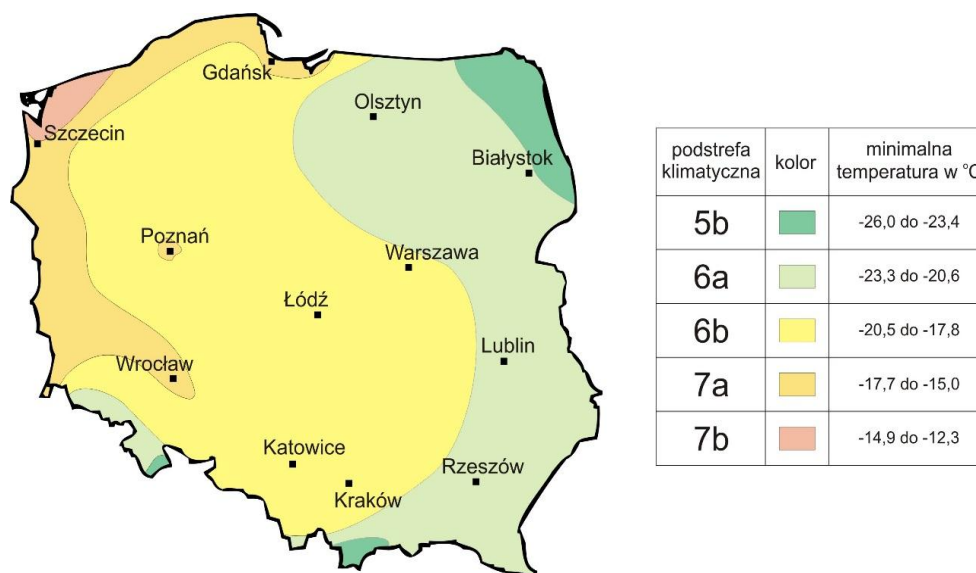 Gdańsk
Olsztyn
Szczecin
Białystok
Poznań
Warszawa
Łódź
Wrocław
Lublin
Katowice
Rzeszów
Kraków
podstrefa klimatyczna
kolor
minimalna temperatura w °C
5b -26,0 do -23,4
6a -23,3 do -20,6
6b -20,5 do -17,8
7a -17,7 do -15,0
7b -14,9 do -12,3